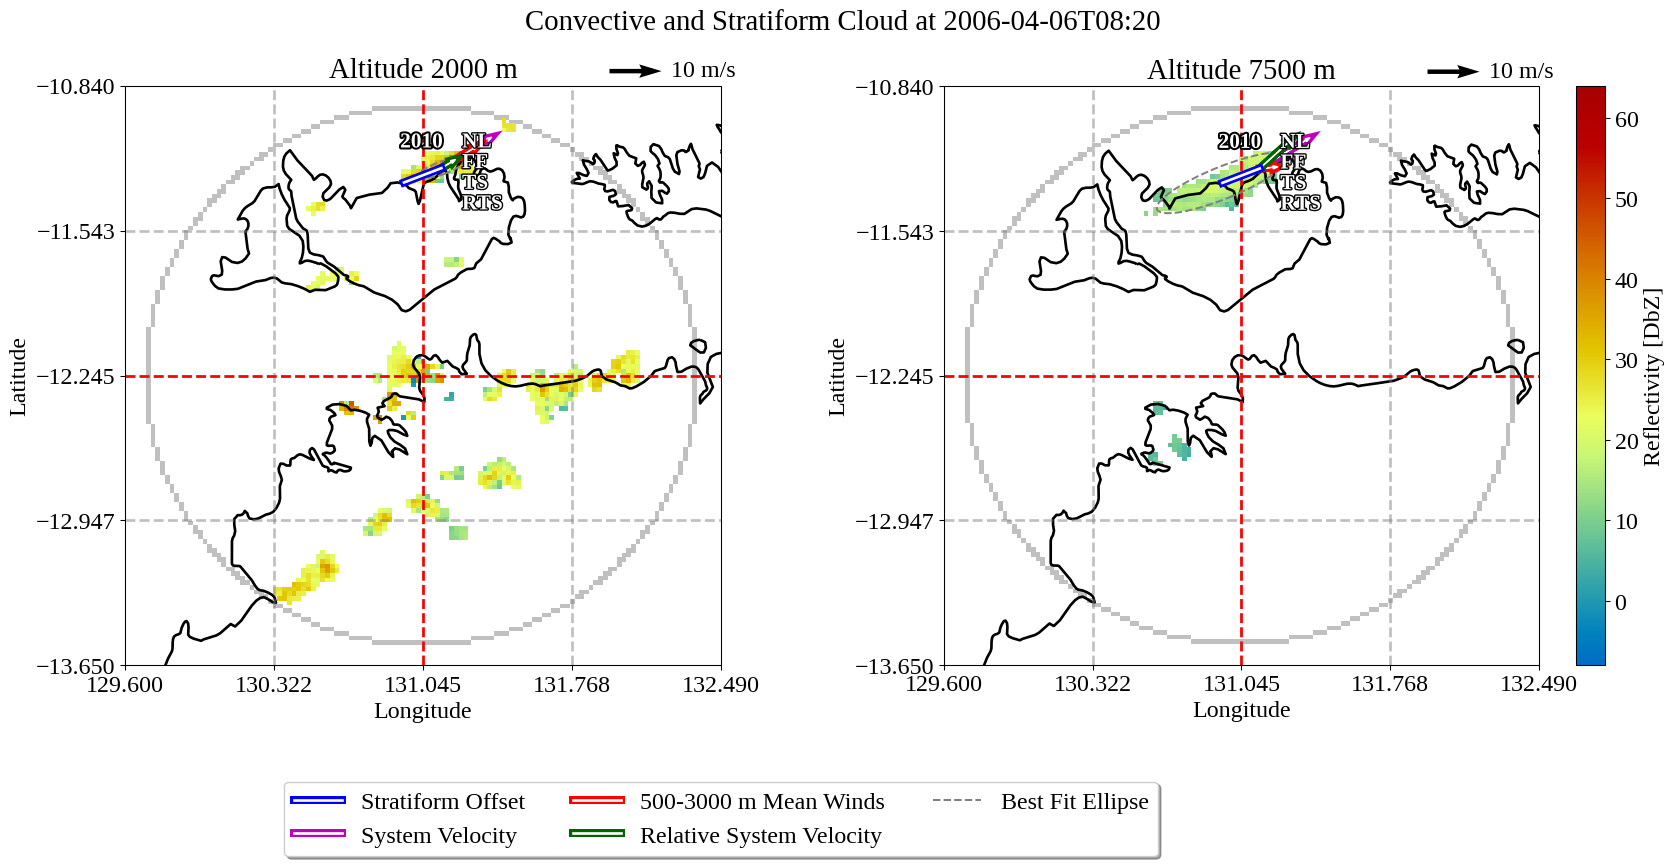 Convective and Stratiform Cloud at 2006-04-06T08:20
Altitude 2000 m
10 m/s
−10.840
−11.543
−12.245
−12.947
−13.650
129.600
130.322
131.045
131.768
132.490
Latitude
Longitude
2010
NL
FF
TS
RTS
Altitude 7500 m
10 m/s
−10.840
−11.543
−12.245
−12.947
−13.650
129.600
130.322
131.045
131.768
132.490
Latitude
Longitude
2010
NL
FF
TS
RTS
60
50
40
30
20
10
0
Reflectivity [DbZ]
Stratiform Offset
System Velocity
500-3000 m Mean Winds
Relative System Velocity
Best Fit Ellipse